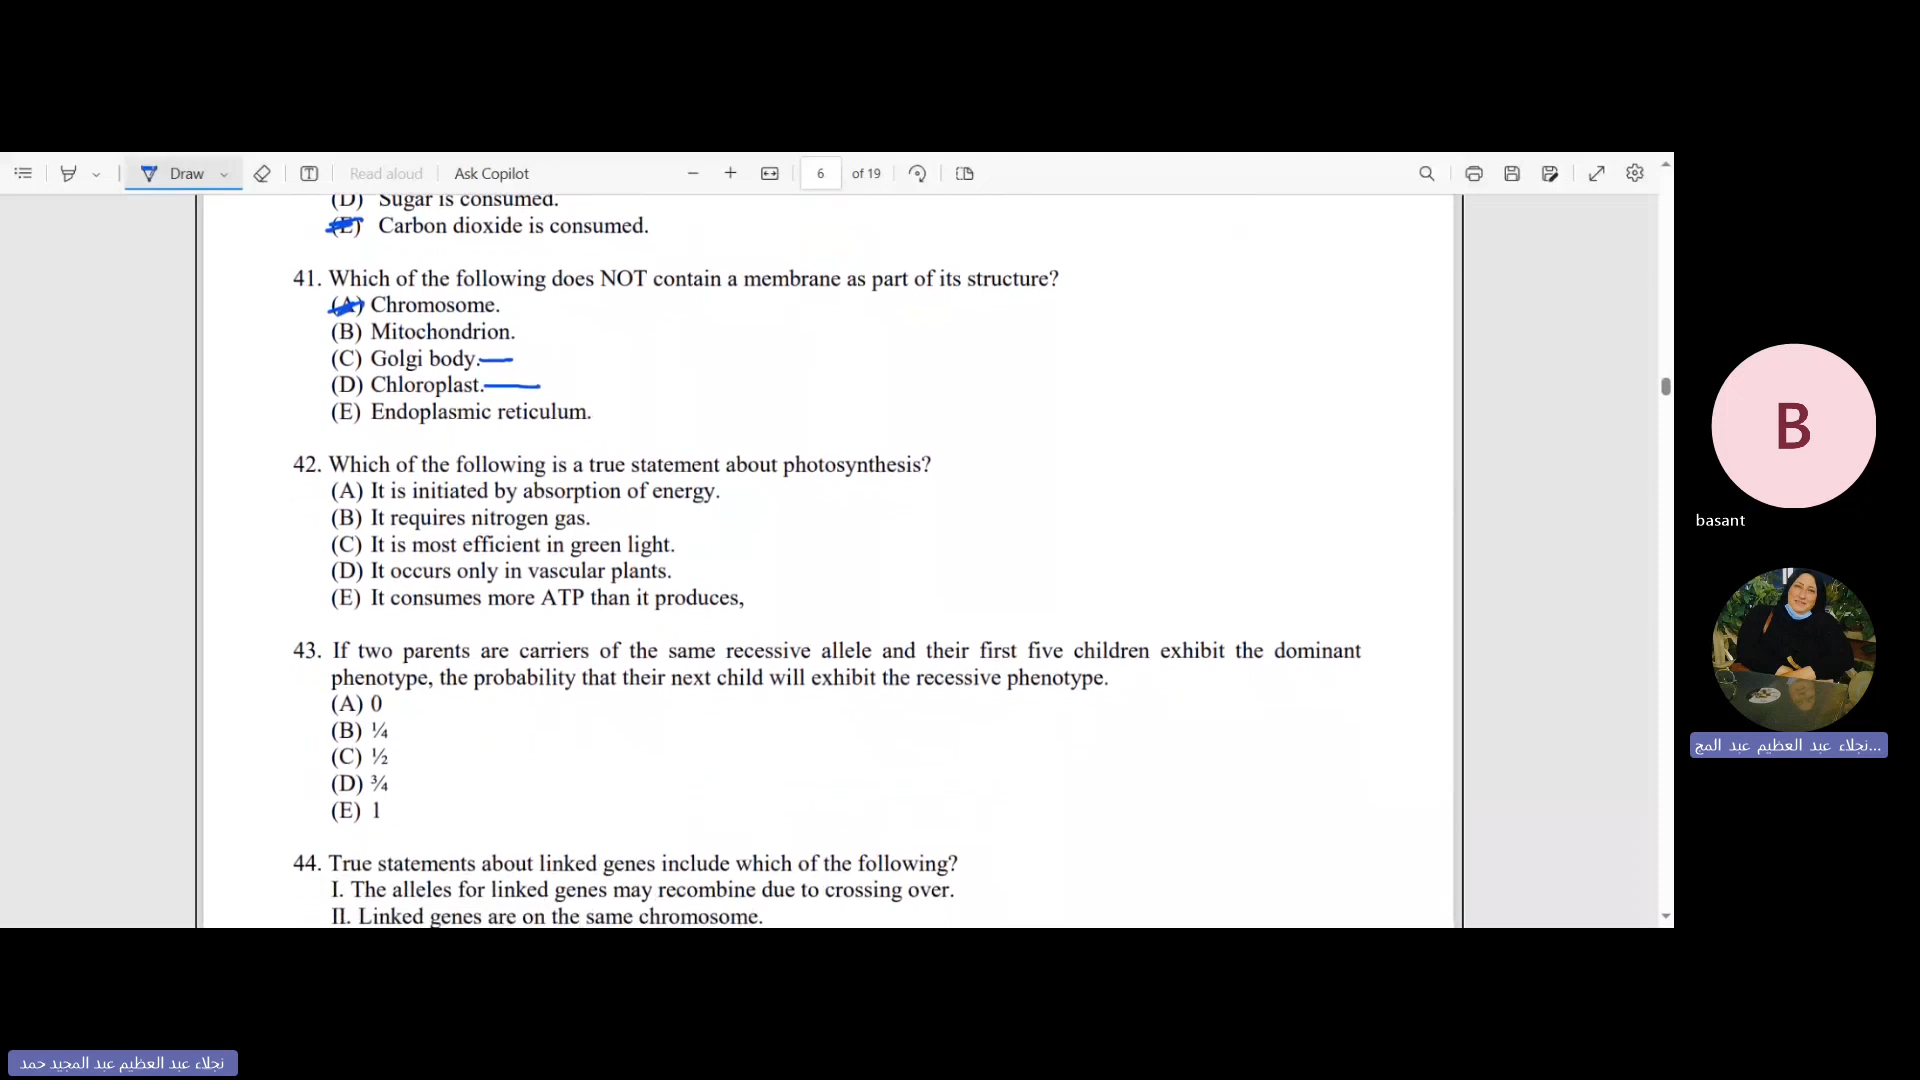 Draw
Read aloud
Ask Copilot
6 of 19
(D) Sugar is consumed.
(E) Carbon dioxide is consumed.
41. Which of the following does NOT contain a membrane as part of its structure?
(A) Chromosome.
(B) Mitochondrion.
(C) Golgi body.
(D) Chloroplast.
(E) Endoplasmic reticulum.
42. Which of the following is a true statement about photosynthesis?
(A) It is initiated by absorption of energy.
(B) It requires nitrogen gas.
(C) It is most efficient in green light.
(D) It occurs only in vascular plants.
(E) It consumes more ATP than it produces,
43. If two parents are carriers of the same recessive allele and their first five children exhibit the dominant
phenotype, the probability that their next child will exhibit the recessive phenotype.
(A) 0
(B) ¼
(C) ½
(D) ¾
(E) 1
44. True statements about linked genes include which of the following?
I. The alleles for linked genes may recombine due to crossing over.
II. Linked genes are on the same chromosome.
B
basant
نجلاء عبد العظيم عبد المج...
نجلاء عبد العظيم عبد المجيد حمد